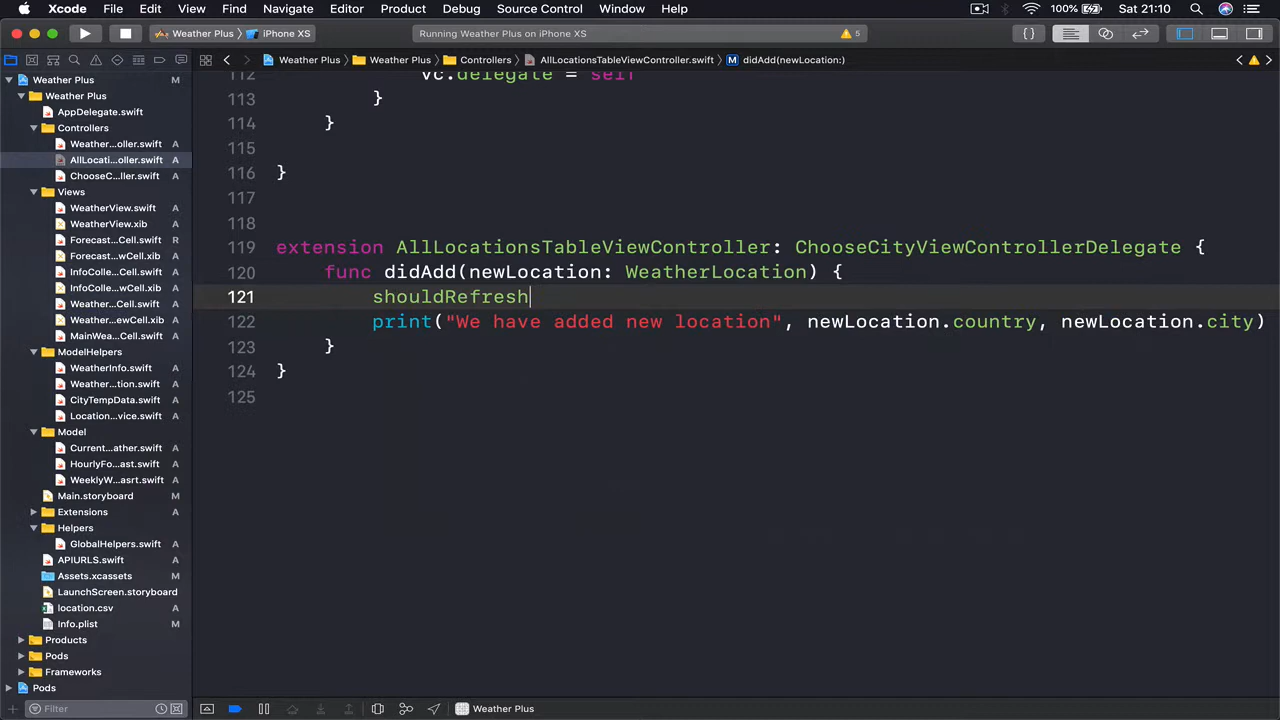 Xcode File Edit View Find Navigate Editor Product Debug Source Control Window Help 100% Sat 21:10
Weather Plus iPhone XS Running Weather Plus on iPhone XS 5
Weather Plus Weather Plus Controllers AllLocationsTableViewController.swift M didAdd(newLocation:)
Weather Plus M
Weather Plus
AppDelegate.swift
Controllers
Weather...oller.swift A
AllLocati...oller.swift A
ChooseC...ller.swift A
Views
WeatherView.swift A
WeatherView.xib A
Forecast...Cell.swift R
Forecast...wCell.xib A
InfoColle...Cell.swift A
InfoColle...wCell.xib A
Weather...Cell.swift A
Weather...ewCell.xib A
MainWea...Cell.swift A
ModelHelpers
WeatherInfo.swift A
Weather...tion.swift A
CityTempData.swift A
Location...vice.swift A
Model
Current...ather.swift A
HourlyFo...ast.swift A
WeeklyW...asrt.swift A
Main.storyboard M
Extensions
Helpers
GlobalHelpers.swift A
APIURLS.swift A
Assets.xcassets M
LaunchScreen.storyboard
location.csv A
Info.plist M
Products
Pods
Frameworks
Pods
Filter
112 vc.delegate = self
113 }
114 }
115
116 }
117
118
119 extension AllLocationsTableViewController: ChooseCityViewControllerDelegate {
120 func didAdd(newLocation: WeatherLocation) {
121 shouldRefresh
122 print("We have added new location", newLocation.country, newLocation.city)
123 }
124 }
125
Weather Plus